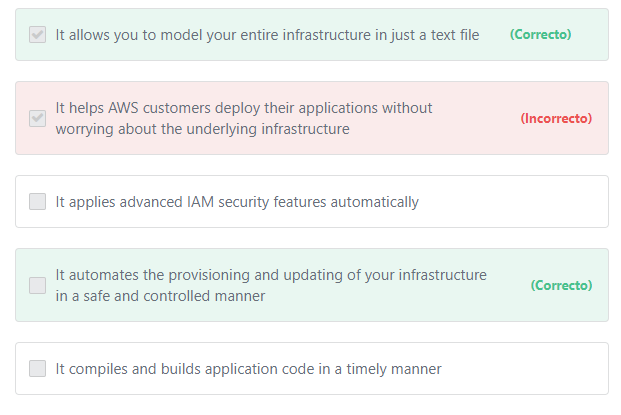 It allows you to model your entire infrastructure in just a text file (Correcto)
It helps AWS customers deploy their applications without
worrying about the underlying infrastructure
(Incorrecto)
It applies advanced IAM security features automatically
It automates the provisioning and updating of your infrastructure
in a safe and controlled manner
(Correcto)
It compiles and builds application code in a timely manner